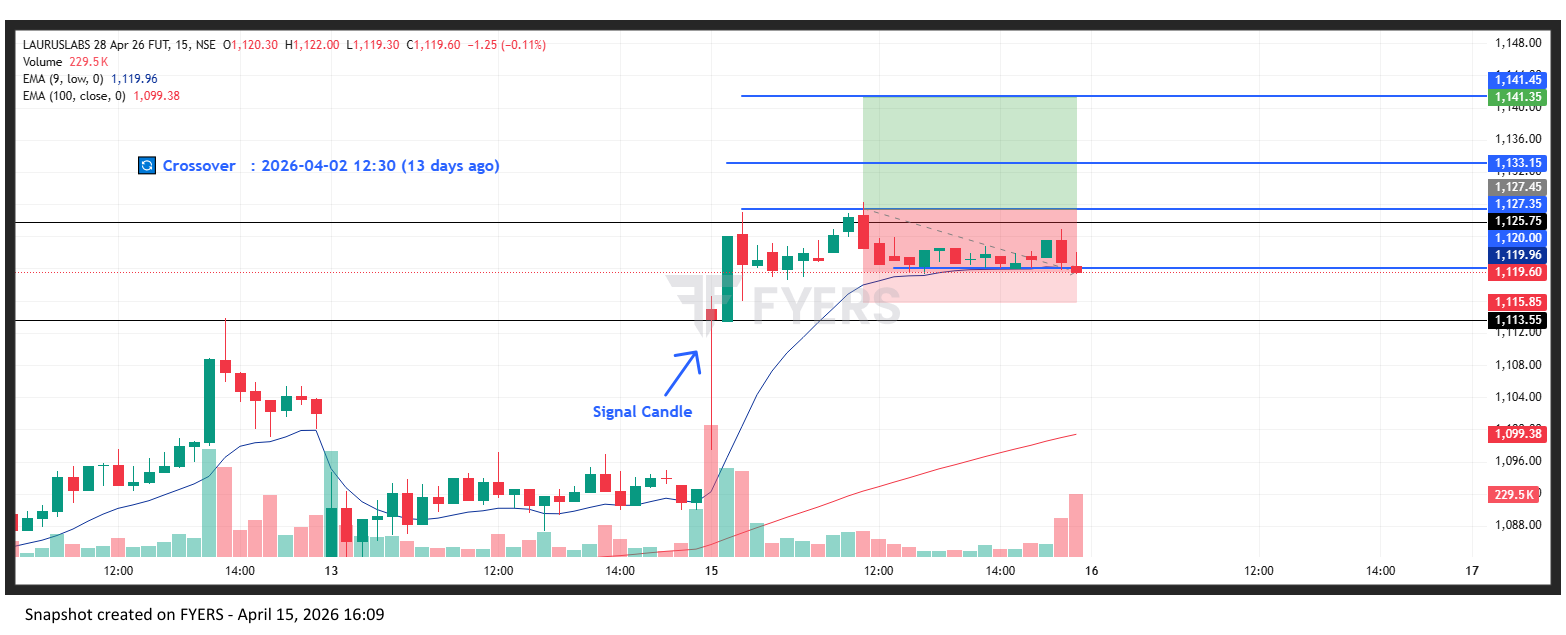 LAURUSLABS 28 Apr 26 FUT, 15, NSE O1,120.30 H1,122.00 L1,119.30 C1,119.60 −1.25 (−0.11%)
Volume 229.5K
EMA (9, low, 0) 1,119.96
EMA (100, close, 0) 1,099.38
Crossover : 2026-04-02 12:30 (13 days ago)
Signal Candle
FYERS
1,148.00
1,141.45
1,141.35
1,140.00
1,136.00
1,133.15
1,132.00
1,127.45
1,127.35
1,125.75
1,120.00
1,119.96
1,119.60
1,115.85
1,113.55
1,112.00
1,108.00
1,104.00
1,099.38
1,096.00
229.5K
1,088.00
12:00 14:00 13 12:00 14:00 15 12:00 14:00 16 12:00 14:00 17
Snapshot created on FYERS - April 15, 2026 16:09